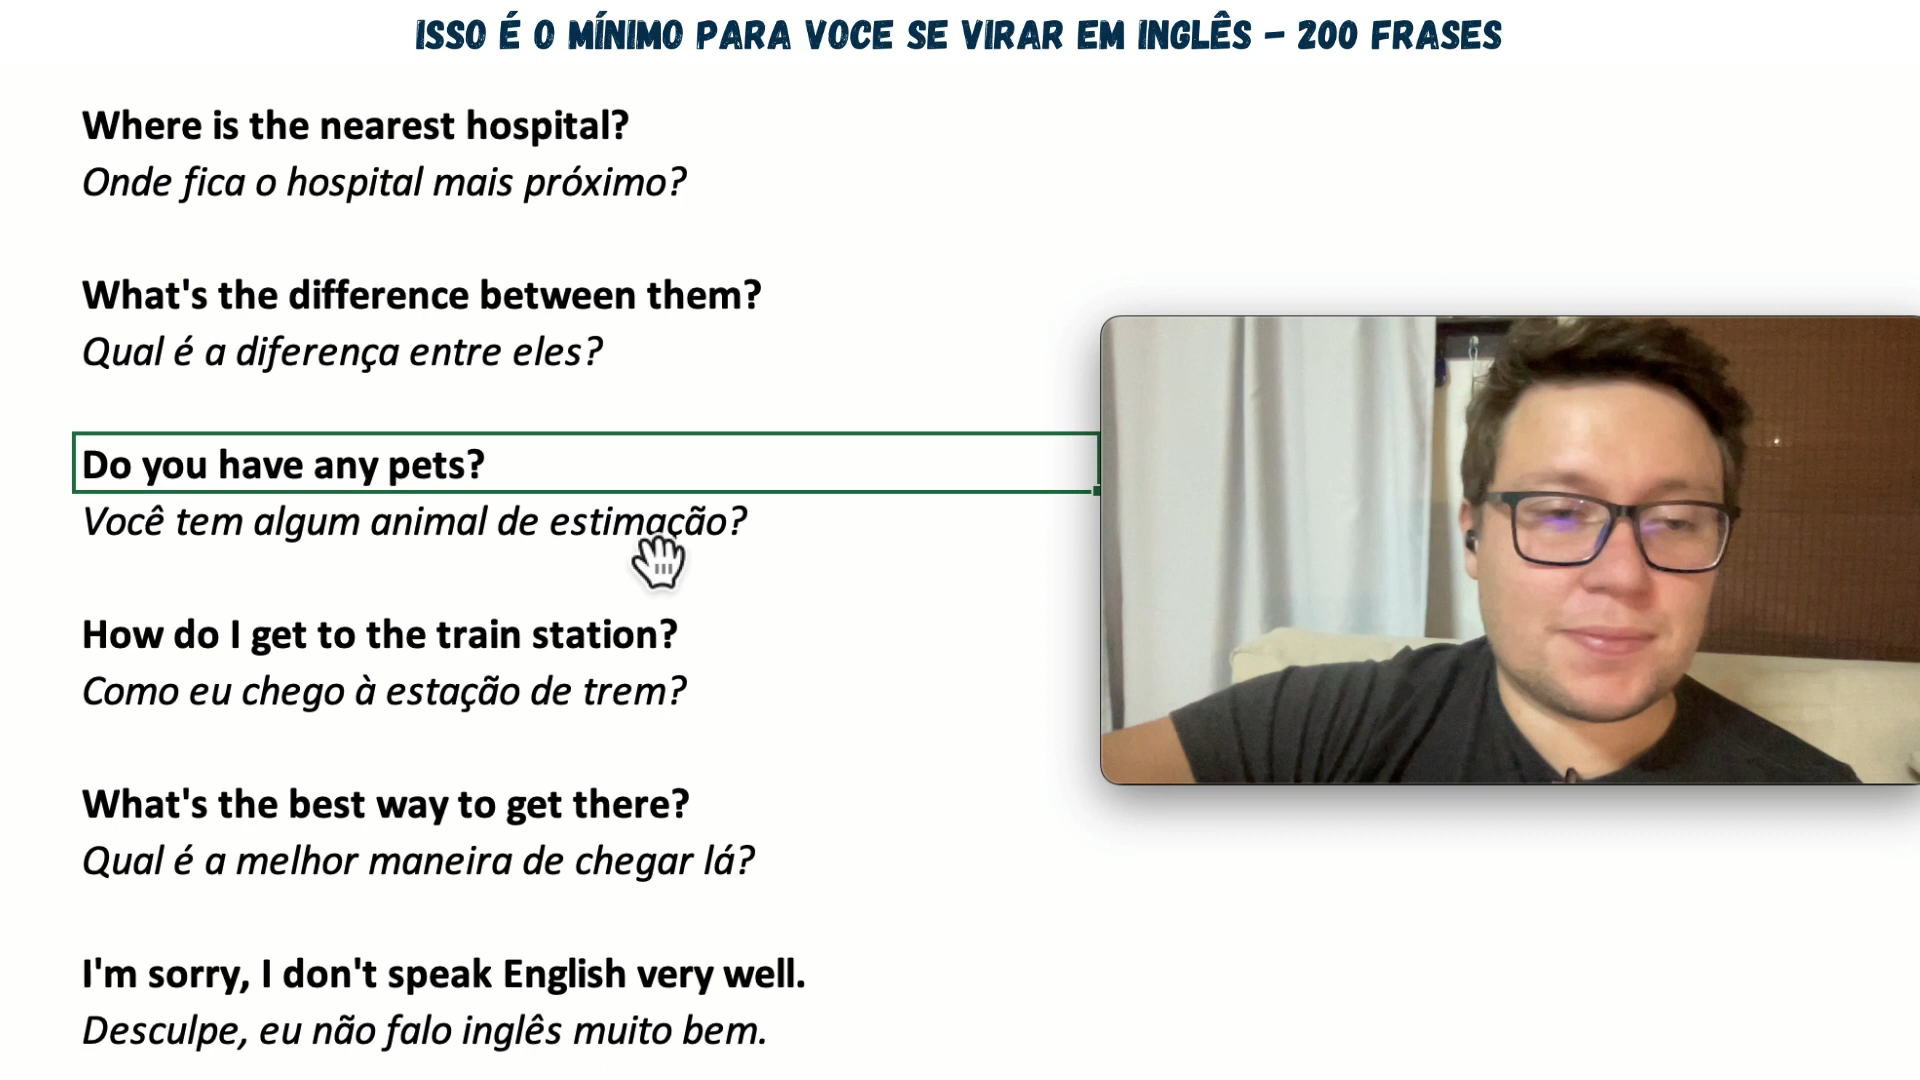 ISSO É O MÍNIMO PARA VOCE SE VIRAR EM INGLÊS – 200 FRASES
Where is the nearest hospital?
Onde fica o hospital mais próximo?
What's the difference between them?
Qual é a diferença entre eles?
Do you have any pets?
Você tem algum animal de estimação?
How do I get to the train station?
Como eu chego à estação de trem?
What's the best way to get there?
Qual é a melhor maneira de chegar lá?
I'm sorry, I don't speak English very well.
Desculpe, eu não falo inglês muito bem.